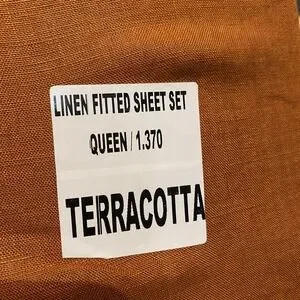 LINEN FITTED SHEET SET
QUEEN / 1.370
TERRACOTTA